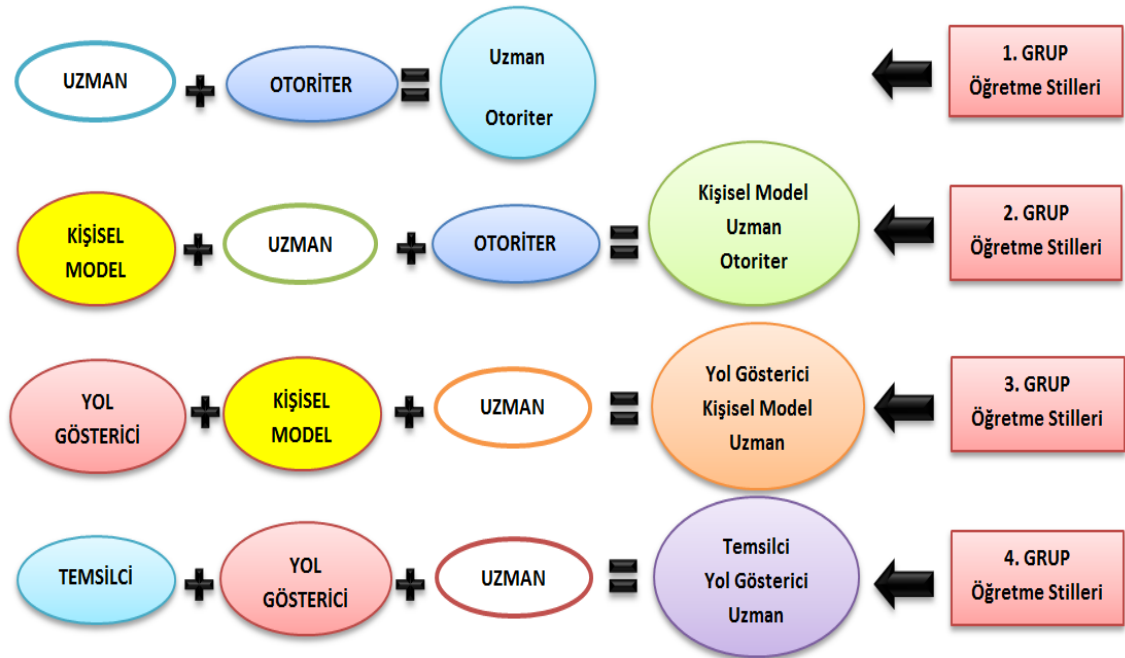 UZMAN
+
OTORİTER
=
Uzman
Otoriter
1. GRUP
Öğretme Stilleri
KİŞİSEL
MODEL
+
UZMAN
+
OTORİTER
=
Kişisel Model
Uzman
Otoriter
2. GRUP
Öğretme Stilleri
YOL
GÖSTERİCİ
+
KİŞİSEL
MODEL
+
UZMAN
=
Yol Gösterici
Kişisel Model
Uzman
3. GRUP
Öğretme Stilleri
TEMSİLCİ
+
YOL
GÖSTERİCİ
+
UZMAN
=
Temsilci
Yol Gösterici
Uzman
4. GRUP
Öğretme Stilleri